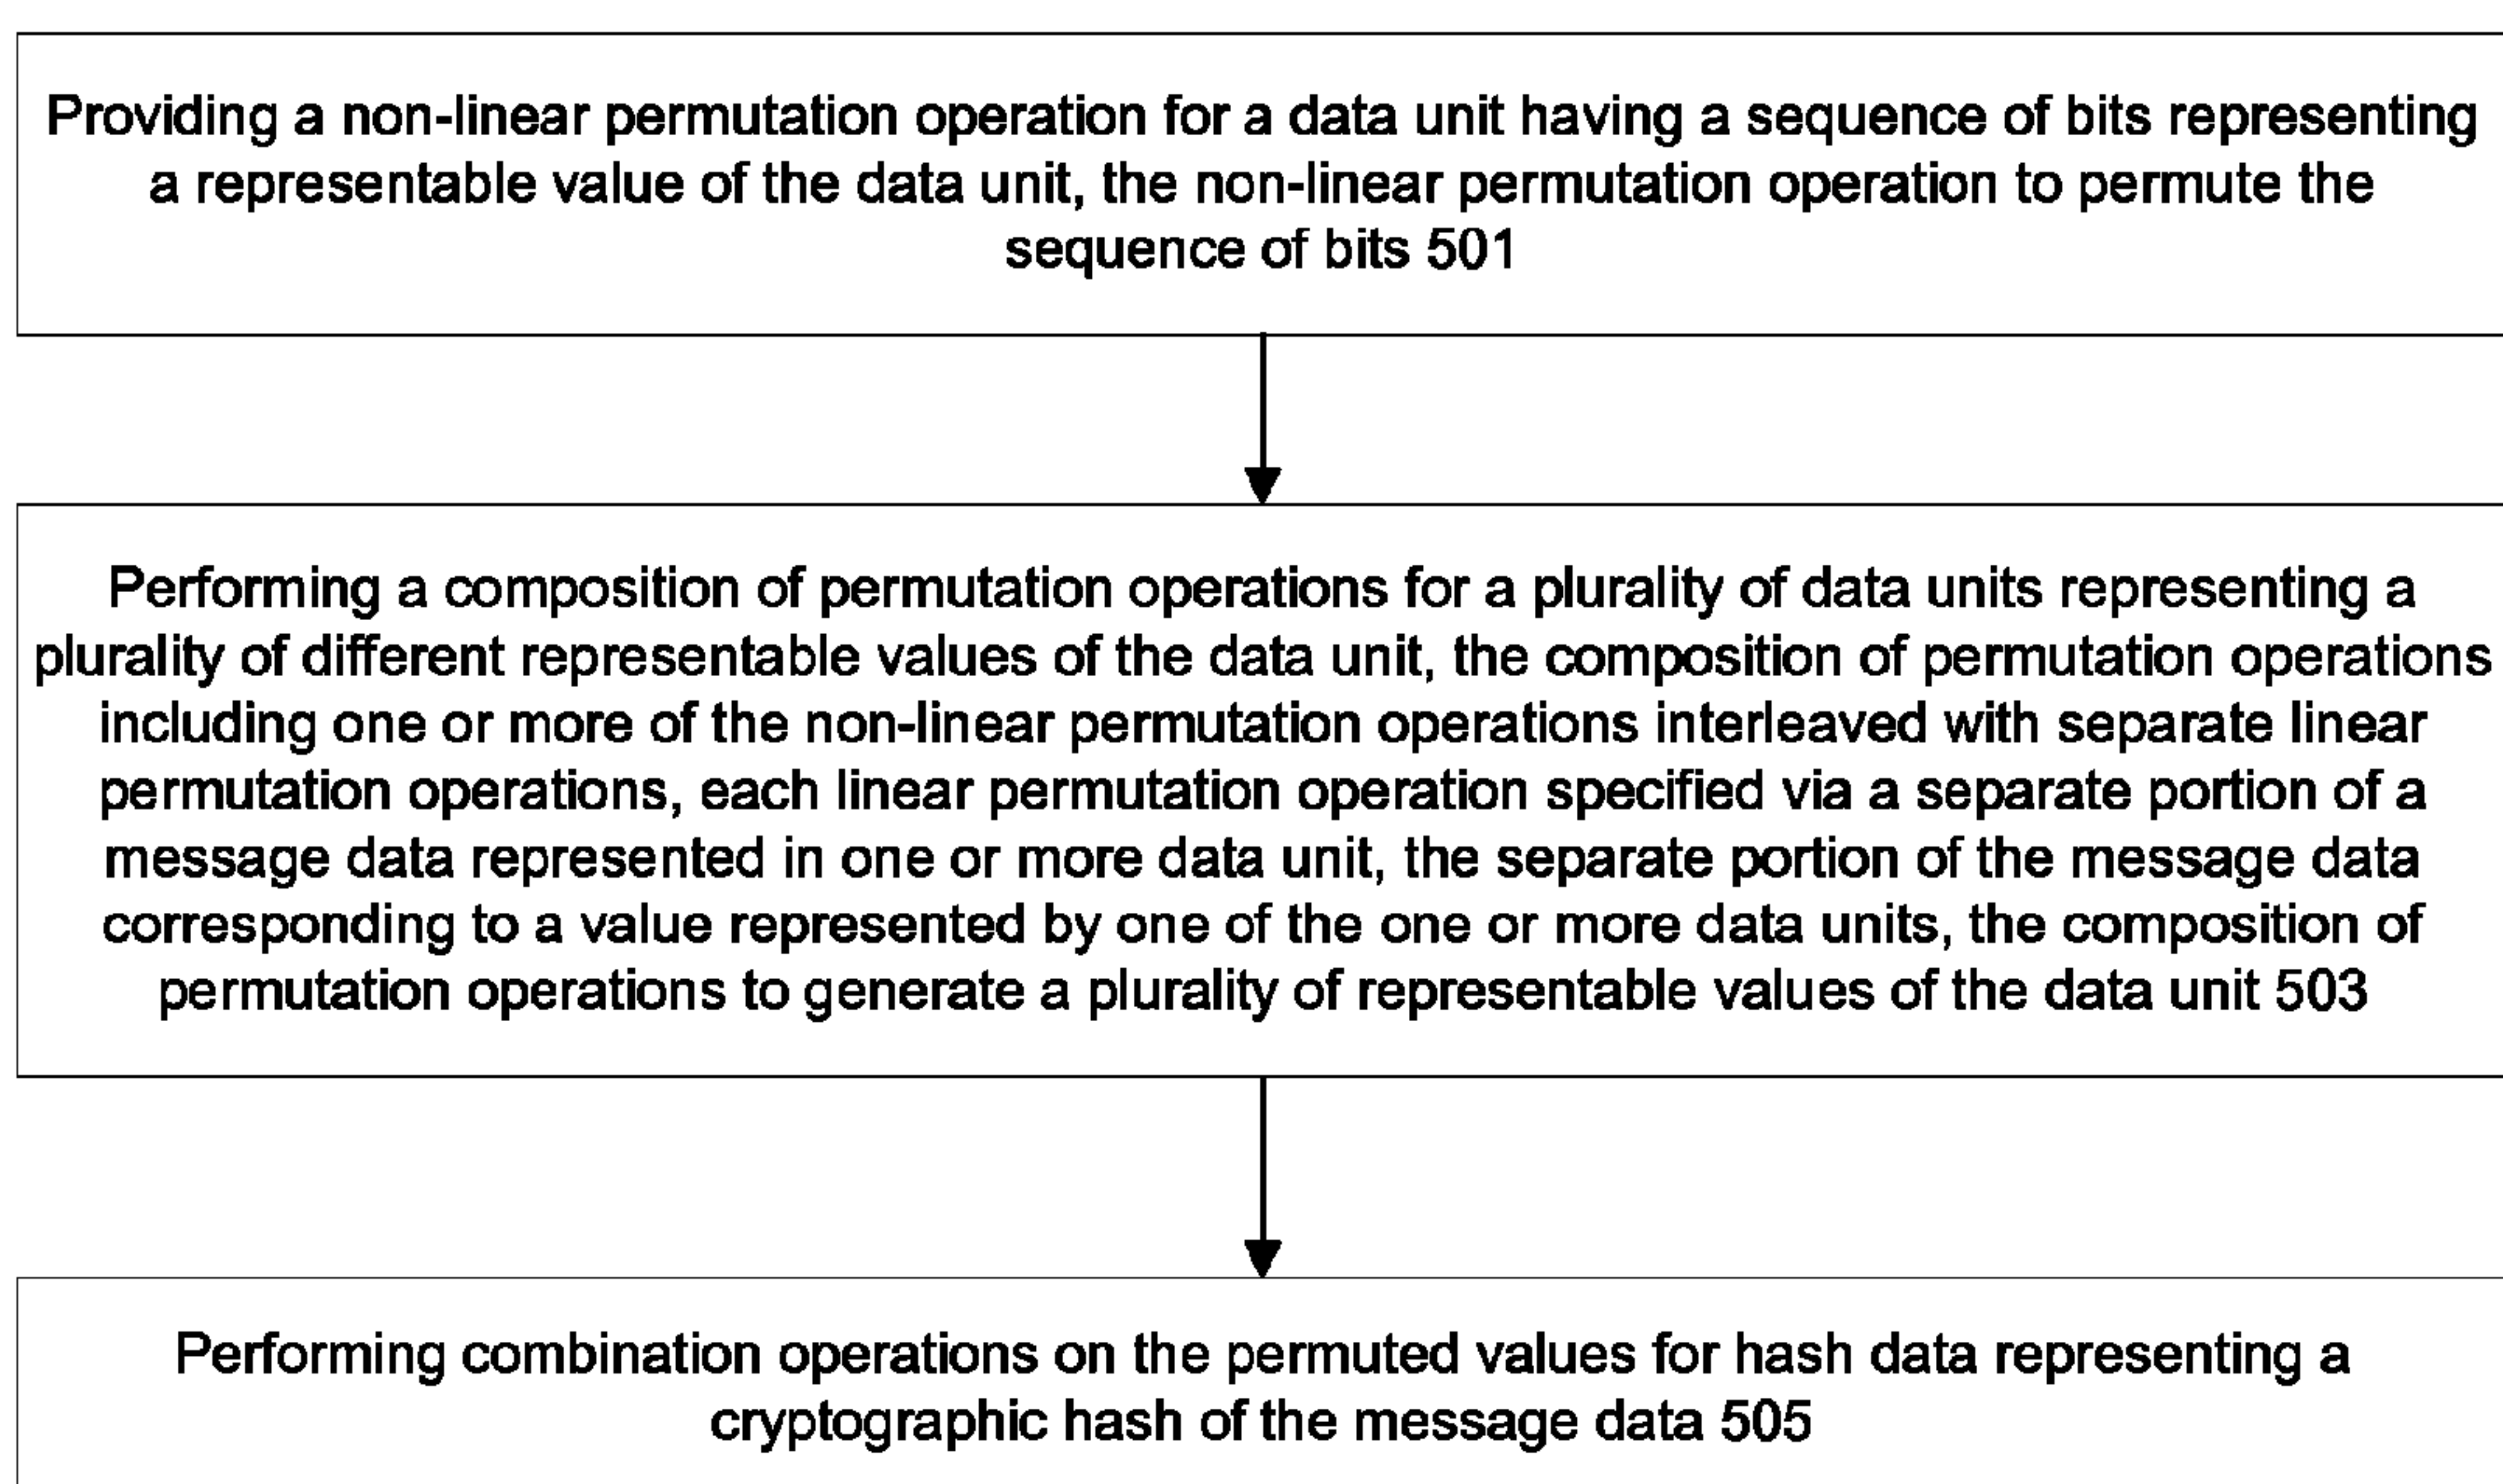 Providing a non-linear permutation operation for a data unit having a sequence of bits representing
a representable value of the data unit, the non-linear permutation operation to permute the
sequence of bits 501
Performing a composition of permutation operations for a plurality of data units representing a
plurality of different representable values of the data unit, the composition of permutation operations
including one or more of the non-linear permutation operations interleaved with separate linear
permutation operations, each linear permutation operation specified via a separate portion of a
message data represented in one or more data unit, the separate portion of the message data
corresponding to a value represented by one of the one or more data units, the composition of
permutation operations to generate a plurality of representable values of the data unit 503
Performing combination operations on the permuted values for hash data representing a
cryptographic hash of the message data 505